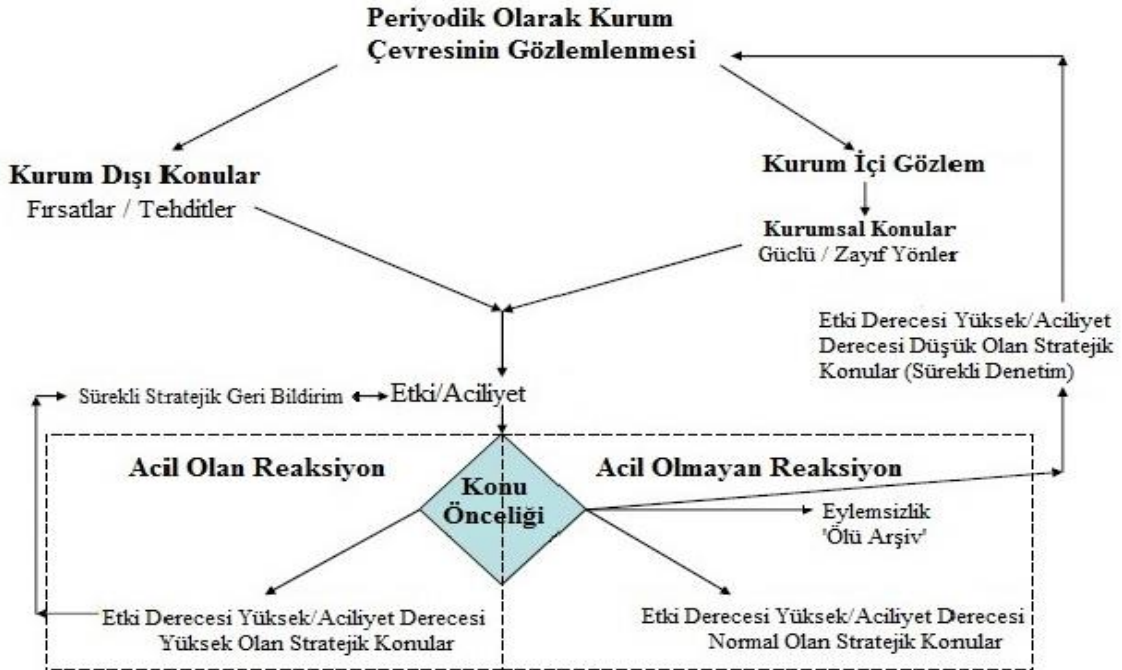 Periyodik Olarak Kurum
Çevresinin Gözlemlenmesi
Kurum Dışı Konular
Fırsatlar / Tehditler
Kurum İçi Gözlem
Kurumsal Konular
Güclü / Zayıf Yönler
Etki Derecesi Yüksek/Aciliyet
Derecesi Düşük Olan Stratejik
Konular (Sürekli Denetim)
Sürekli Stratejik Geri Bildirim
Etki/Aciliyet
Acil Olan Reaksiyon
Acil Olmayan Reaksiyon
Konu
Önceliği
Eylemsizlik
'Ölü Arşiv'
Etki Derecesi Yüksek/Aciliyet Derecesi
Yüksek Olan Stratejik Konular
Etki Derecesi Yüksek/Aciliyet Derecesi
Normal Olan Stratejik Konular